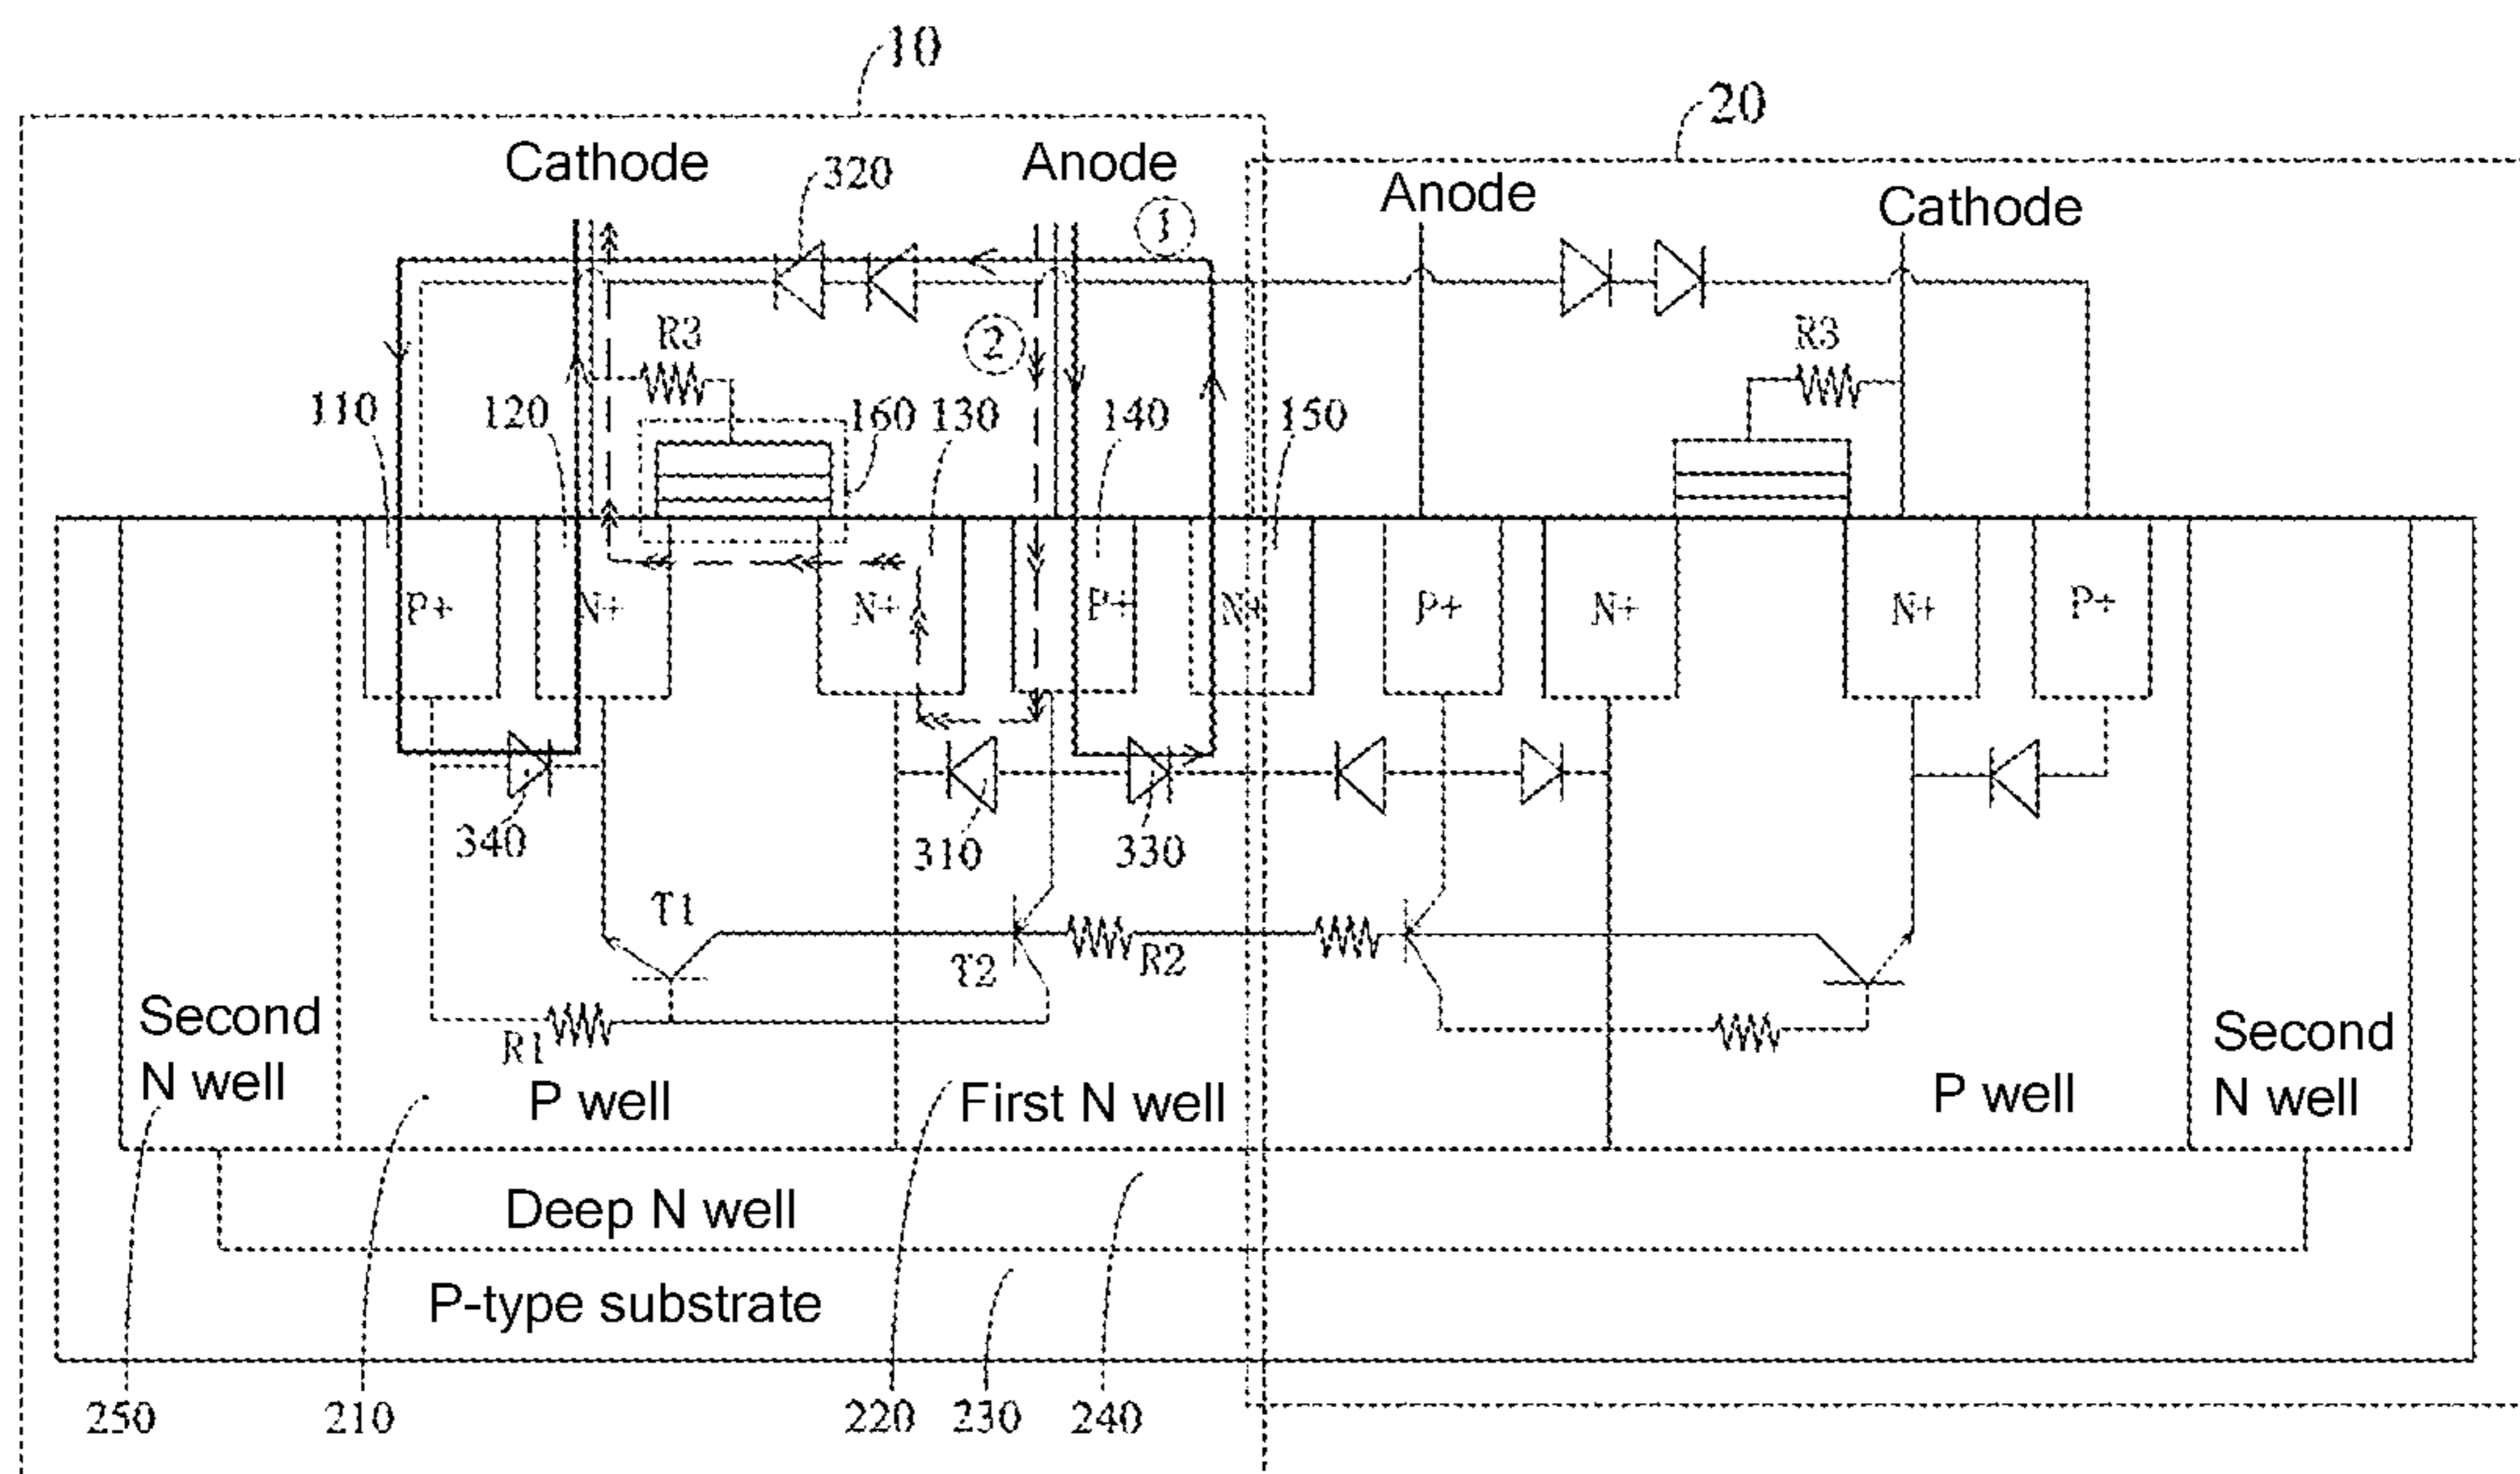 10
20
Cathode
Anode
320
1
Anode
Cathode
R3
2
R3
110
120
160
130
140
150
P+
N+
N+
P+
N+
P+
N+
N+
P+
340
310
330
T1
T2
R2
R1
Second
N well
P well
First N well
P well
Second
N well
Deep N well
P-type substrate
250
210
220
230
240